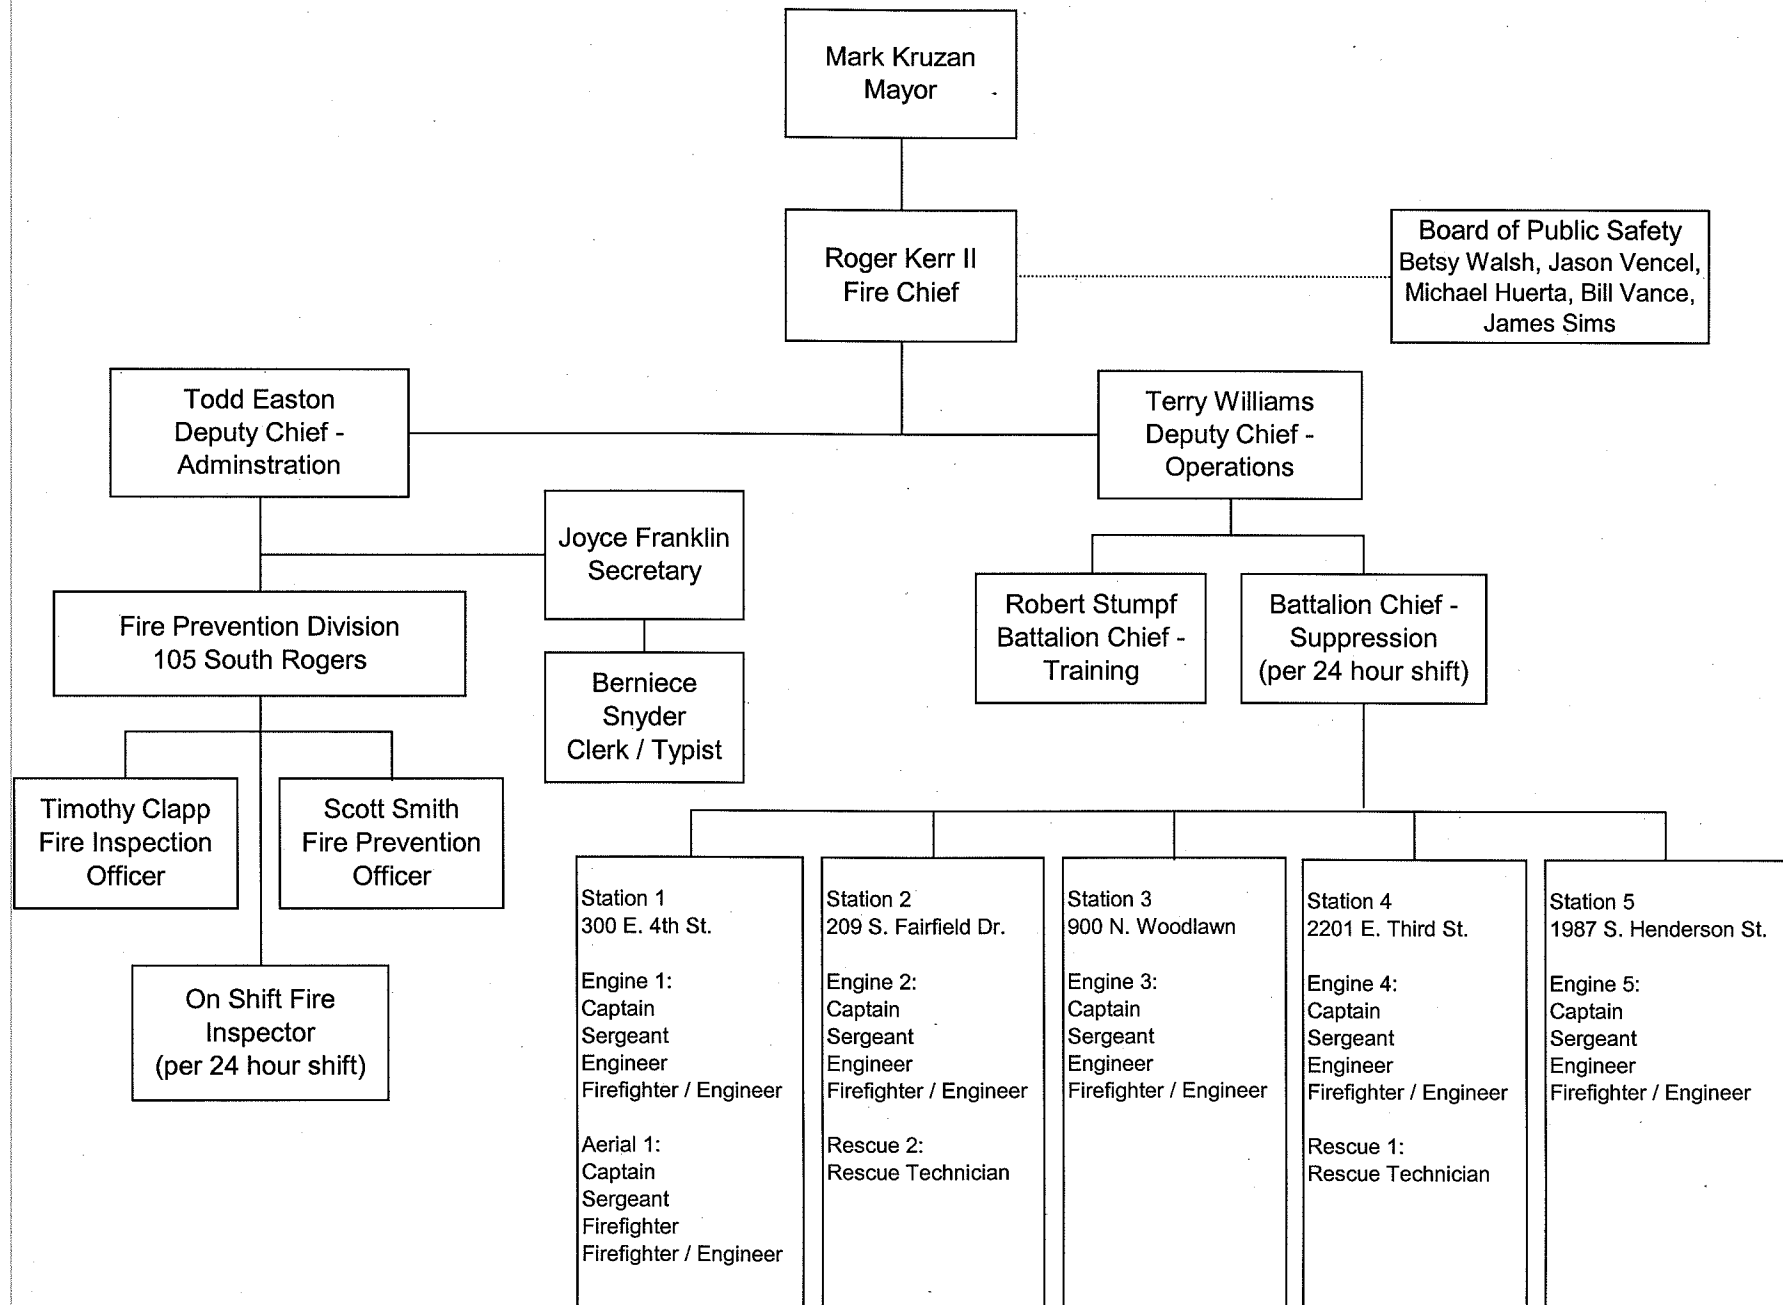 Mark Kruzan
Mayor
Roger Kerr II
Fire Chief
Board of Public Safety
Betsy Walsh, Jason Vencel,
Michael Huerta, Bill Vance,
James Sims
Todd Easton
Deputy Chief -
Adminstration
Terry Williams
Deputy Chief -
Operations
Joyce Franklin
Secretary
Berniece
Snyder
Clerk / Typist
Fire Prevention Division
105 South Rogers
Timothy Clapp
Fire Inspection
Officer
Scott Smith
Fire Prevention
Officer
On Shift Fire
Inspector
(per 24 hour shift)
Robert Stumpf
Battalion Chief -
Training
Battalion Chief -
Suppression
(per 24 hour shift)
Station 1
300 E. 4th St.
Engine 1:
Captain
Sergeant
Engineer
Firefighter / Engineer
Aerial 1:
Captain
Sergeant
Firefighter
Firefighter / Engineer
Station 2
209 S. Fairfield Dr.
Engine 2:
Captain
Sergeant
Engineer
Firefighter / Engineer
Rescue 2:
Rescue Technician
Station 3
900 N. Woodlawn
Engine 3:
Captain
Sergeant
Engineer
Firefighter / Engineer
Station 4
2201 E. Third St.
Engine 4:
Captain
Sergeant
Engineer
Firefighter / Engineer
Rescue 1:
Rescue Technician
Station 5
1987 S. Henderson St.
Engine 5:
Captain
Sergeant
Engineer
Firefighter / Engineer